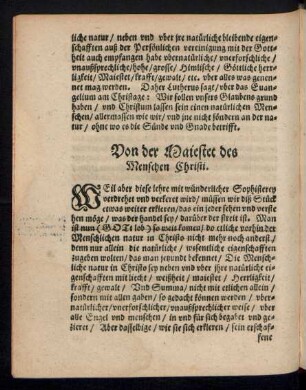 liche natur / neben vnd vber jre natürliche bleibende eigen-
schafften auß der Persönlichen vereinigung mit der Gott-
heit auch empfangen habe vbernatürliche / vnerforschliche /
vnaußsprechliche / hohe / grosse / Himlische / Göttliche herr-
ligkeit / Maiestet / krafft / gewalt / etc. vber alles was genen-
net mag werden. Daher Lutherus sagt / vber das Euan-
gelium am Christage: Wir sollen vnsern Glauben grund
haben / vnd Christum lassen sein einen natürlichen Men-
schen / allermassen wie wir / vnd jne nicht söndern an der na-
tur / ohne wo es die Sünde vnd Gnade betrifft.
Von der Maiestet des
Menschen Christi.
WEil aber diese lehre mit wünderlicher Sophisterey
verdrehet vnd verkeret wird / müssen wir diß Stück
etwas weiter erkleren / das ein jeder sehen vnd verste-
hen möge / was der handel sey / darüber der streit ist. Man
ist nun (GOTt lob) so weit komen / do etliche vorhin der
Menschlichen natur in Christo nicht mehr noch anderst /
denn nur allein die natürliche / wesentliche eigenschafften
zugeben wolten / das man jetzundt bekennet / Die Mensch-
liche natur in Christo sey neben vnd vber jhre natürliche ei-
genschafften mit liecht / weißheit / maiestet / Herrligkeit /
krafft / gewalt / Vnd Summa / nicht mit etlichen allein /
sondern mit allen gaben / so gedacht können werden / vber-
natürlicher / vnerforschlicher / vnaußsprechlicher weise / vber
alle Engel vnd menschen / in vnd für sich begabet vnd ge-
zieret / Aber dasselbige / wie sie sich erkleren / sein erschaf-
fene